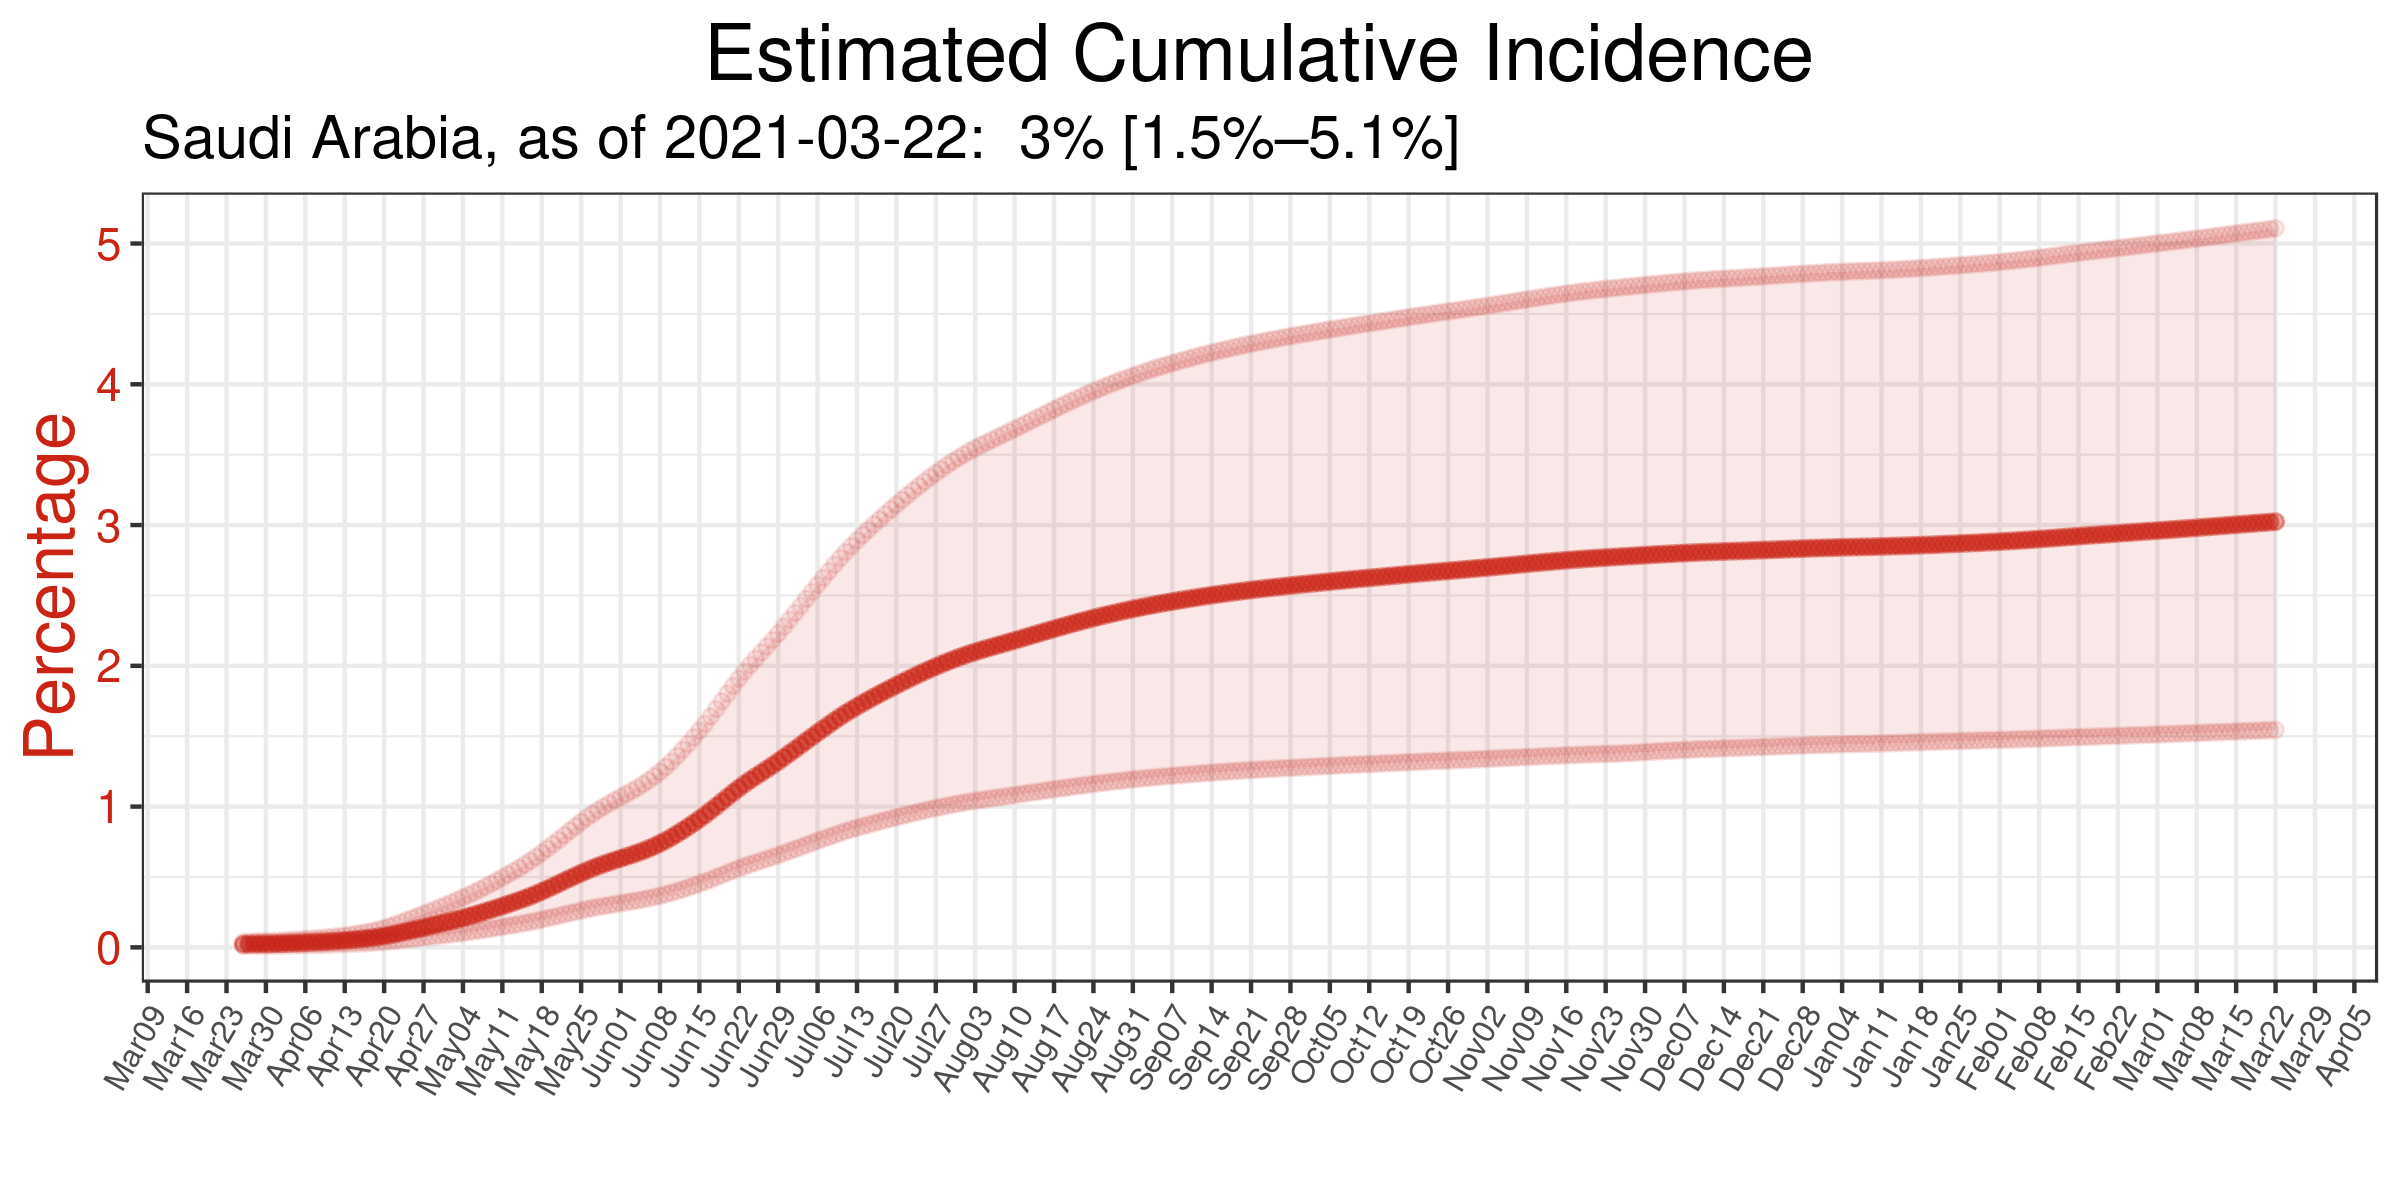 Estimated Cumulative Incidence
Saudi Arabia, as of 2021-03-22:  3% [1.5%–5.1%]
Percentage
5
4
3
2
1
0
Mar09 Mar16 Mar23 Mar30 Apr06 Apr13 Apr20 Apr27 May04 May11 May18 May25 Jun01 Jun08 Jun15 Jun22 Jun29 Jul06 Jul13 Jul20 Jul27 Aug03 Aug10 Aug17 Aug24 Aug31 Sep07 Sep14 Sep21 Sep28 Oct05 Oct12 Oct19 Oct26 Nov02 Nov09 Nov16 Nov23 Nov30 Dec07 Dec14 Dec21 Dec28 Jan04 Jan11 Jan18 Jan25 Feb01 Feb08 Feb15 Feb22 Mar01 Mar08 Mar15 Mar22 Mar29 Apr05